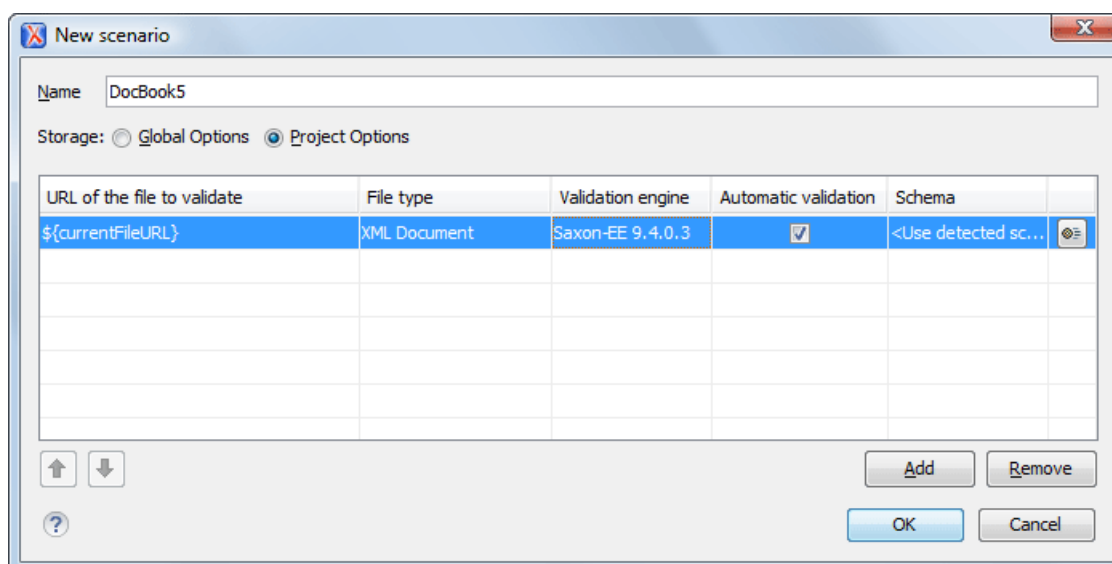 New scenario
Name DocBook5
Storage: Global Options Project Options
URL of the file to validate File type Validation engine Automatic validation Schema
${currentFileURL} XML Document Saxon-EE 9.4.0.3 <Use detected sc...
Add Remove
? OK Cancel